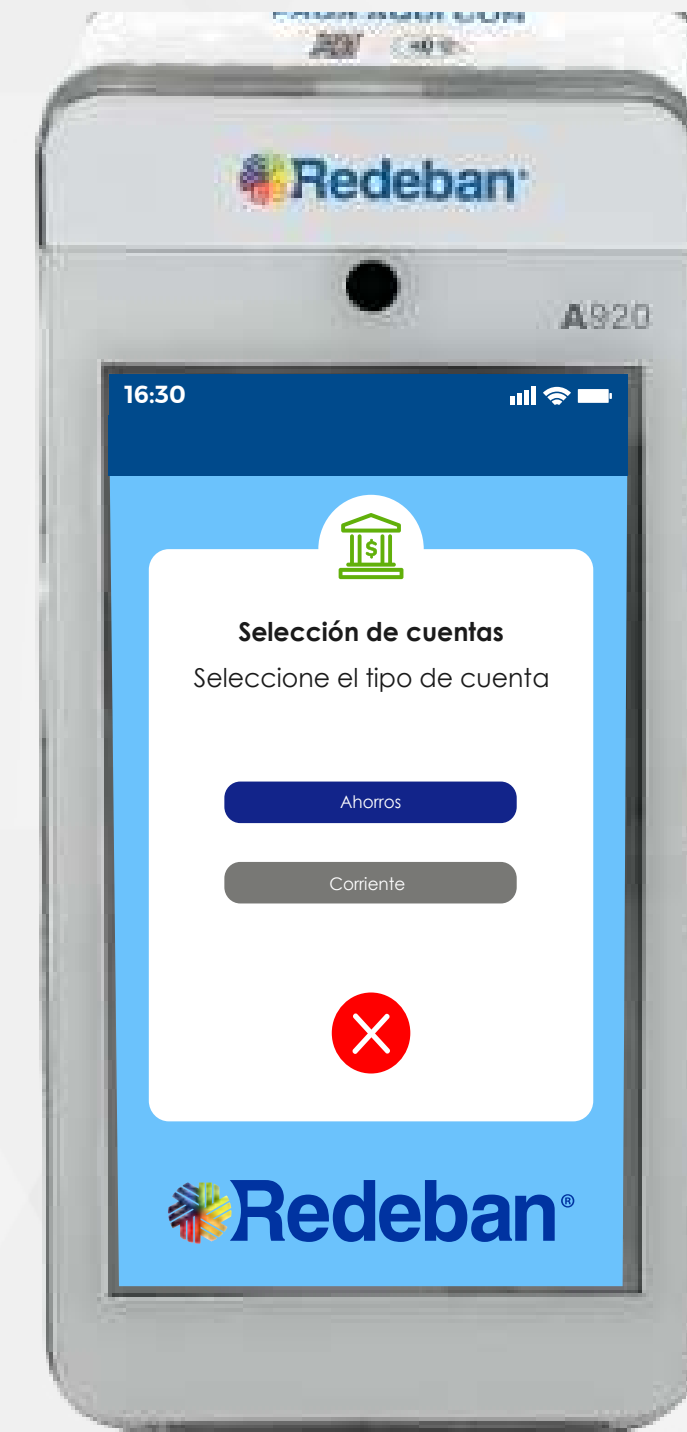 Redeban
A920
16:30
$
Selección de cuentas
Seleccione el tipo de cuenta
Ahorros
Corriente
Redeban®